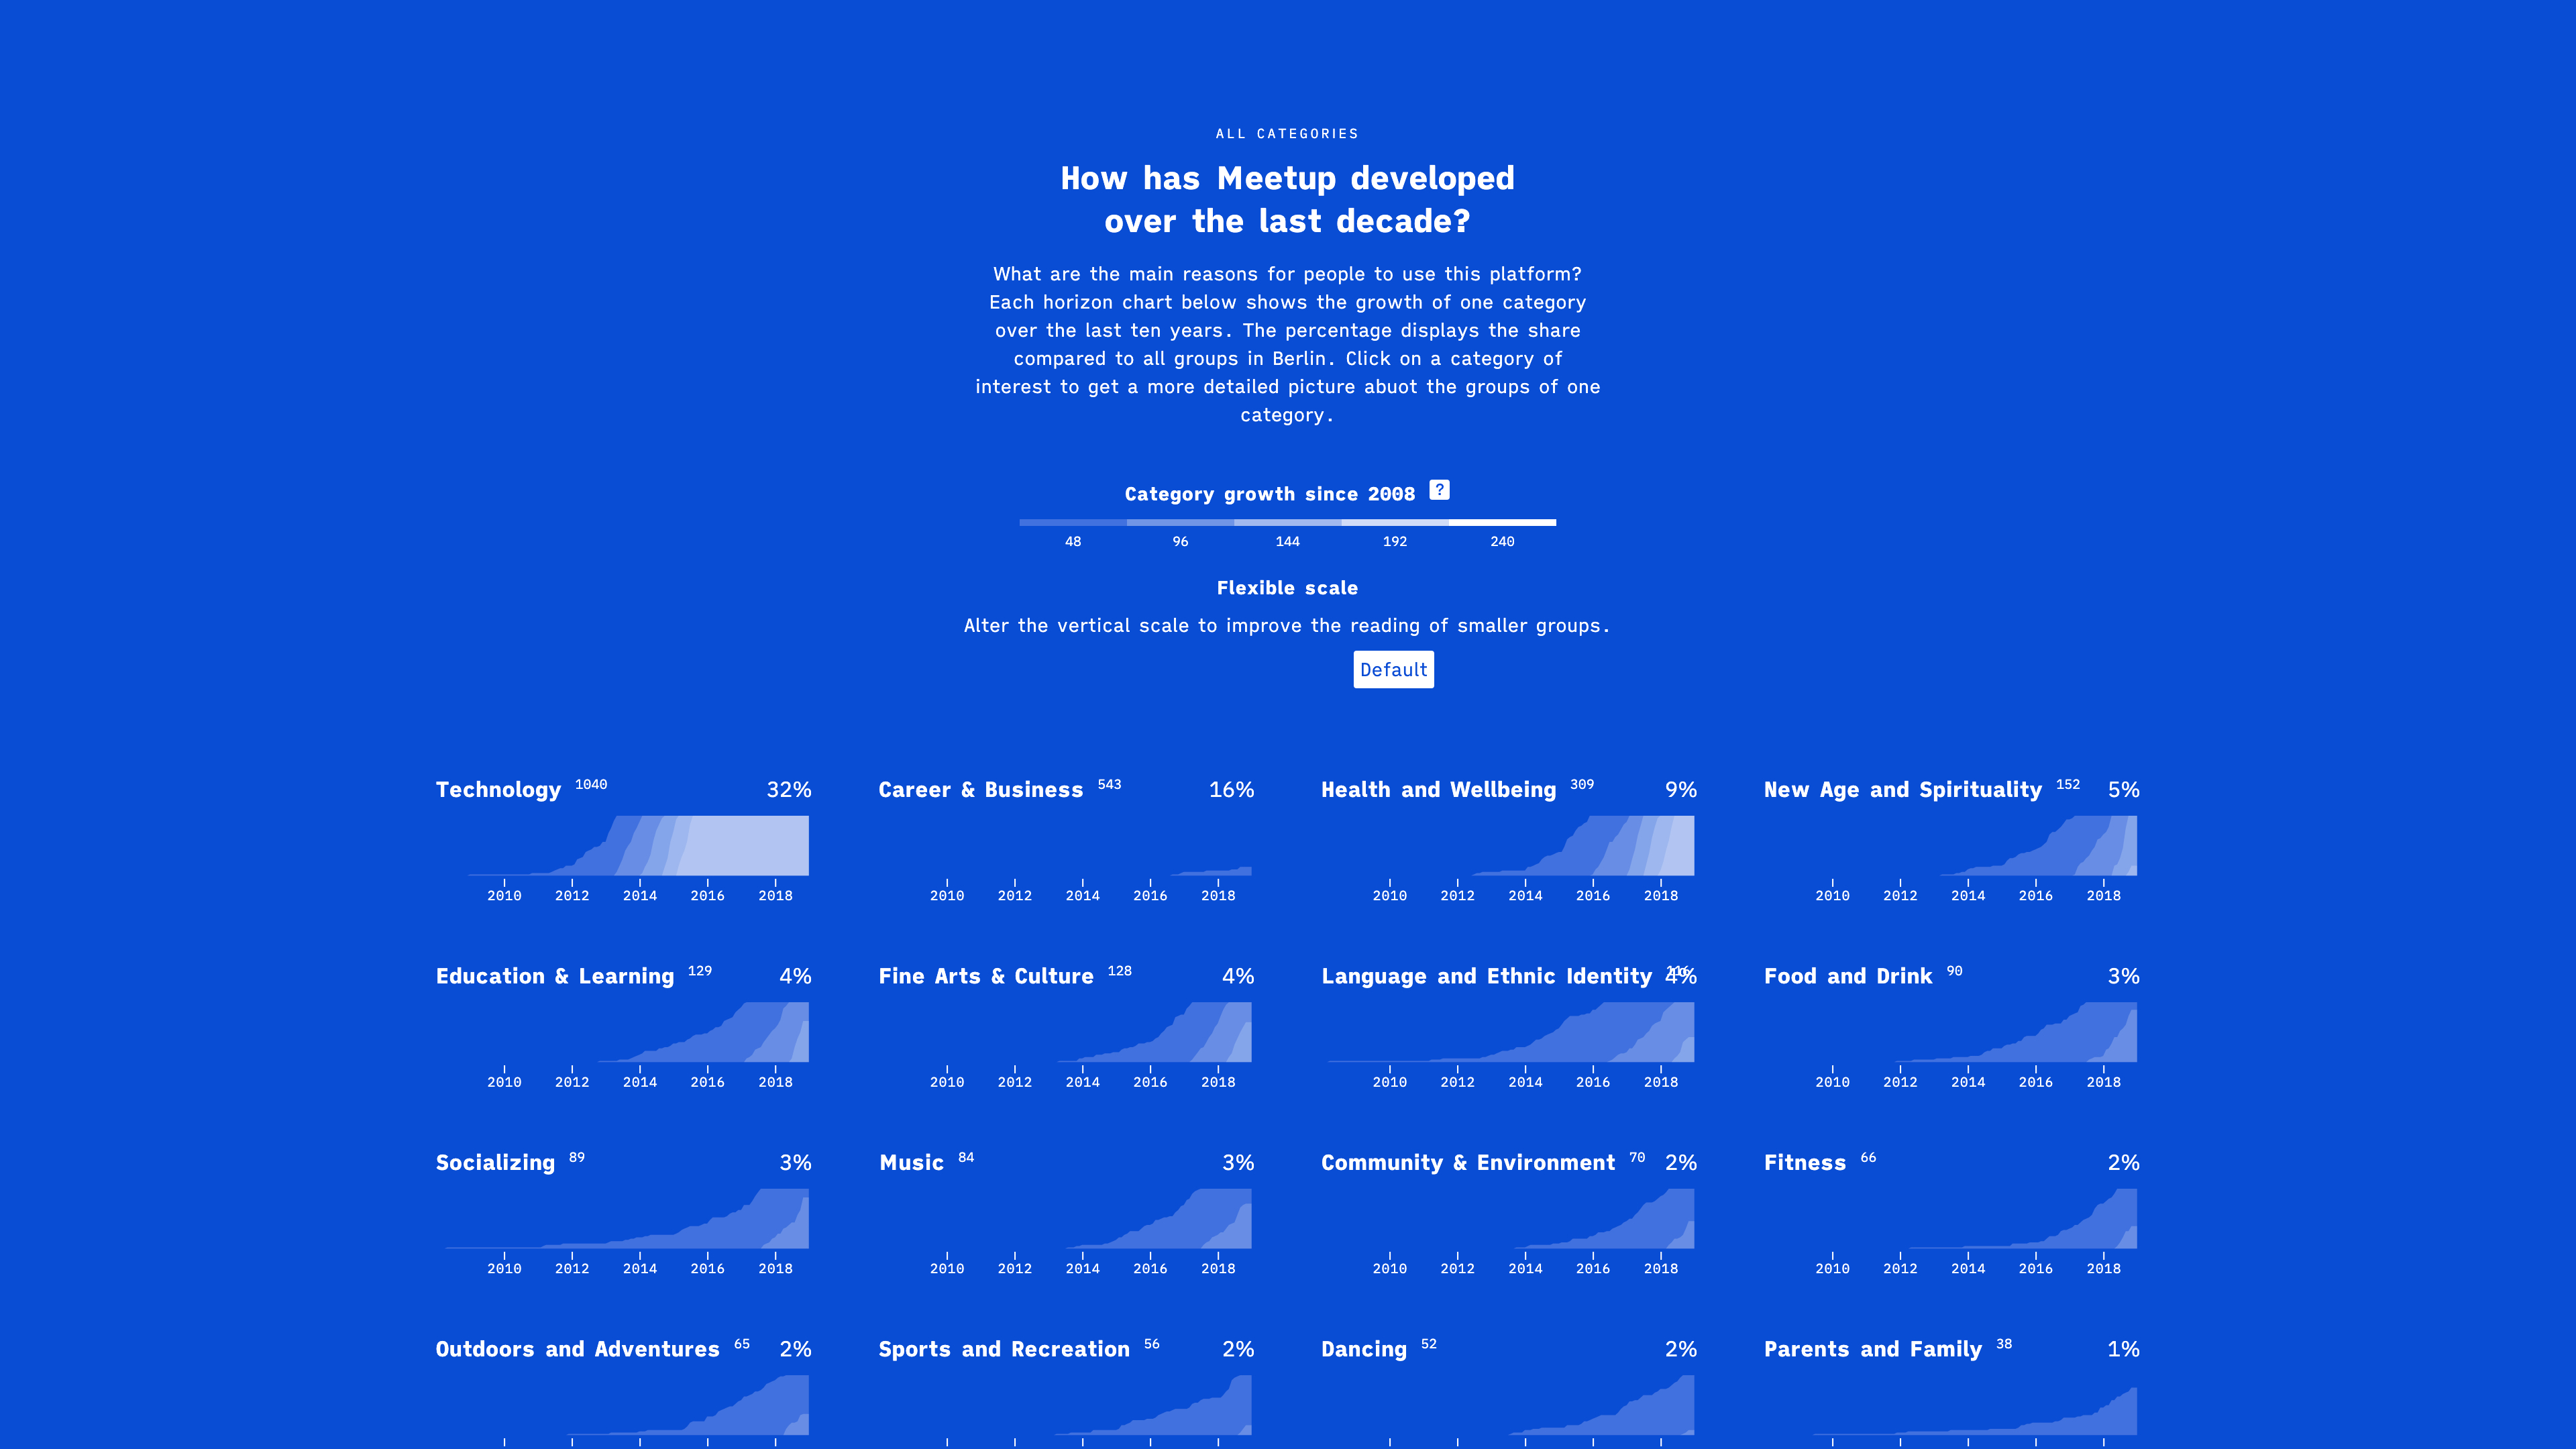 ALL CATEGORIES
How has Meetup developed
over the last decade?
What are the main reasons for people to use this platform?
Each horizon chart below shows the growth of one category
over the last ten years. The percentage displays the share
compared to all groups in Berlin. Click on a category of
interest to get a more detailed picture abuot the groups of one
category.
Category growth since 2008 ?
48 96 144 192 240
Flexible scale
Alter the vertical scale to improve the reading of smaller groups.
Default
Technology 1040 32%
2010 2012 2014 2016 2018
Career & Business 543 16%
2010 2012 2014 2016 2018
Health and Wellbeing 309 9%
2010 2012 2014 2016 2018
New Age and Spirituality 152 5%
2010 2012 2014 2016 2018
Education & Learning 129 4%
2010 2012 2014 2016 2018
Fine Arts & Culture 128 4%
2010 2012 2014 2016 2018
Language and Ethnic Identity 4%
2010 2012 2014 2016 2018
Food and Drink 90 3%
2010 2012 2014 2016 2018
Socializing 89 3%
2010 2012 2014 2016 2018
Music 84 3%
2010 2012 2014 2016 2018
Community & Environment 70 2%
2010 2012 2014 2016 2018
Fitness 66 2%
2010 2012 2014 2016 2018
Outdoors and Adventures 65 2%
Sports and Recreation 56 2%
Dancing 52 2%
Parents and Family 38 1%